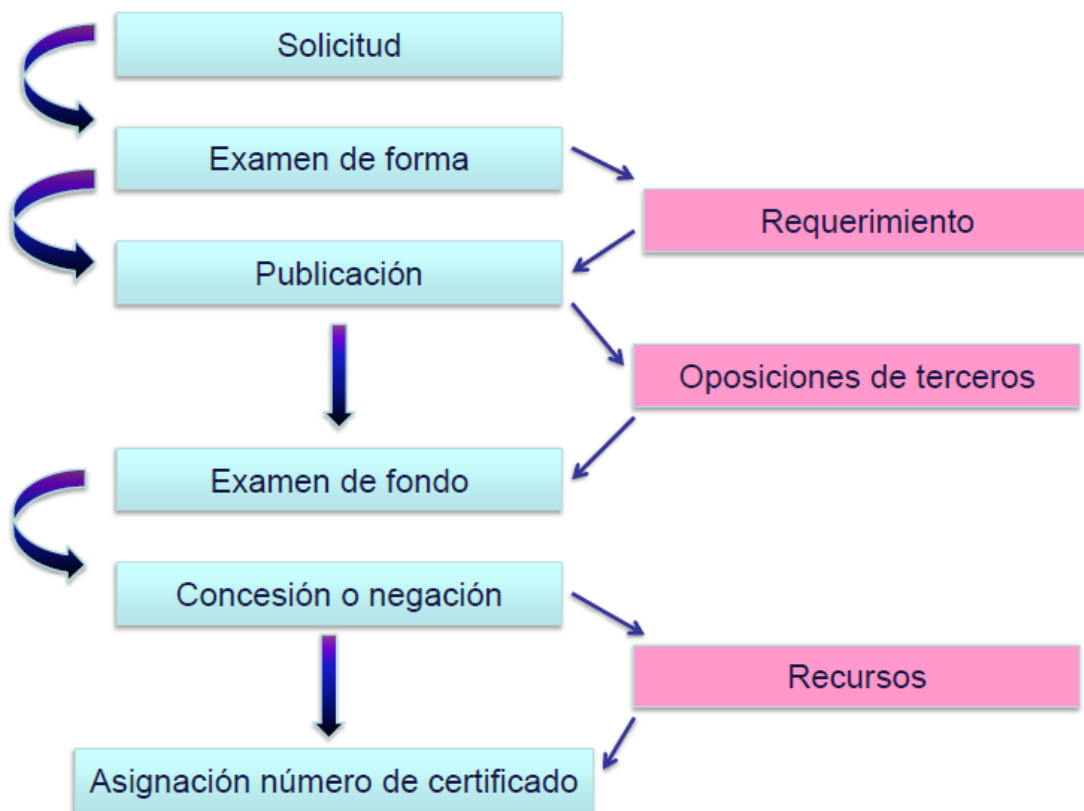 Solicitud
Examen de forma
Requerimiento
Publicación
Oposiciones de terceros
Examen de fondo
Concesión o negación
Recursos
Asignación número de certificado